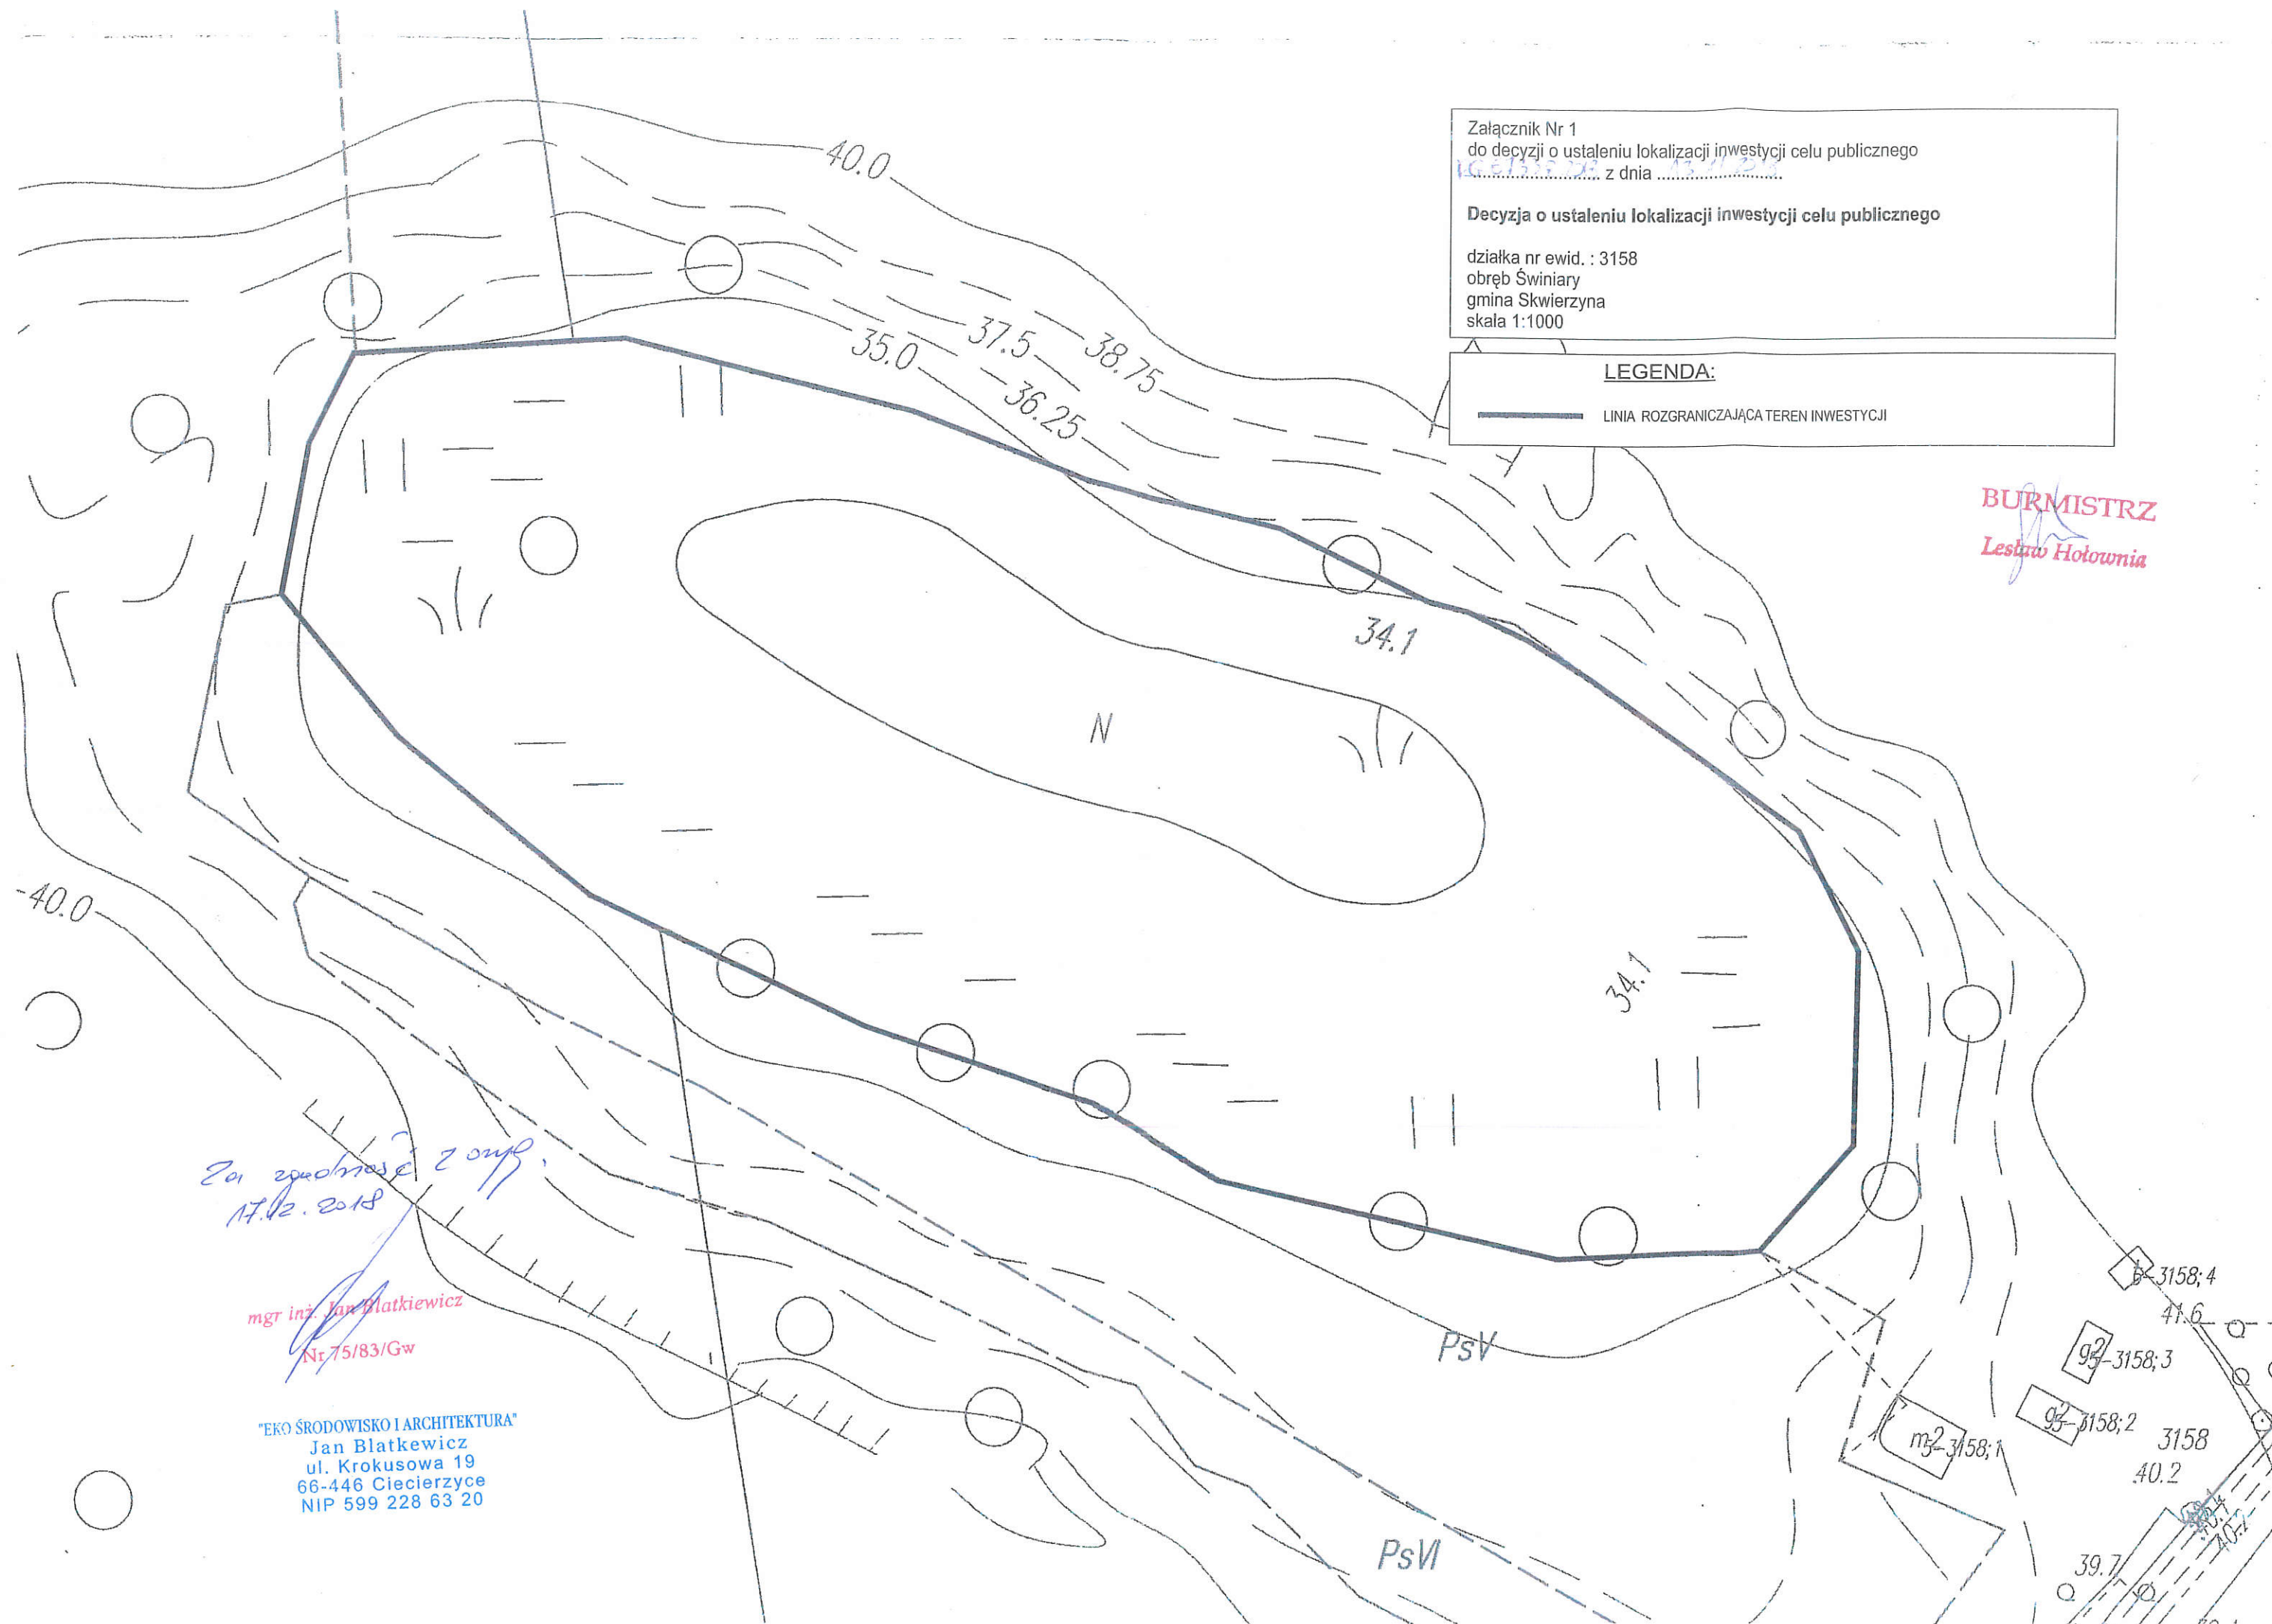 Załącznik Nr 1
do decyzji o ustaleniu lokalizacji inwestycji celu publicznego
z dnia
Decyzja o ustaleniu lokalizacji inwestycji celu publicznego
działka nr ewid. : 3158
obręb Świniary
gmina Skwierzyna
skala 1:1000
LEGENDA:
LINIA ROZGRANICZAJĄCA TEREN INWESTYCJI
BURMISTRZ
Lesław Hołownia
40.0
37.5
38.75
35.0
36.25
34.1
N
34.1
40.0
Za zgodność z oryg.
17.12.2018
mgr inż. Jan Blatkiewicz
Nr 75/83/Gw
"EKO ŚRODOWISKO I ARCHITEKTURA"
Jan Blatkewicz
ul. Krokusowa 19
66-446 Ciecierzyce
NIP 599 228 63 20
PsV
PsVI
3158;4
41.6
g2-3158;3
g2-3158;2
m2-3158;1
3158
40.2
39.7